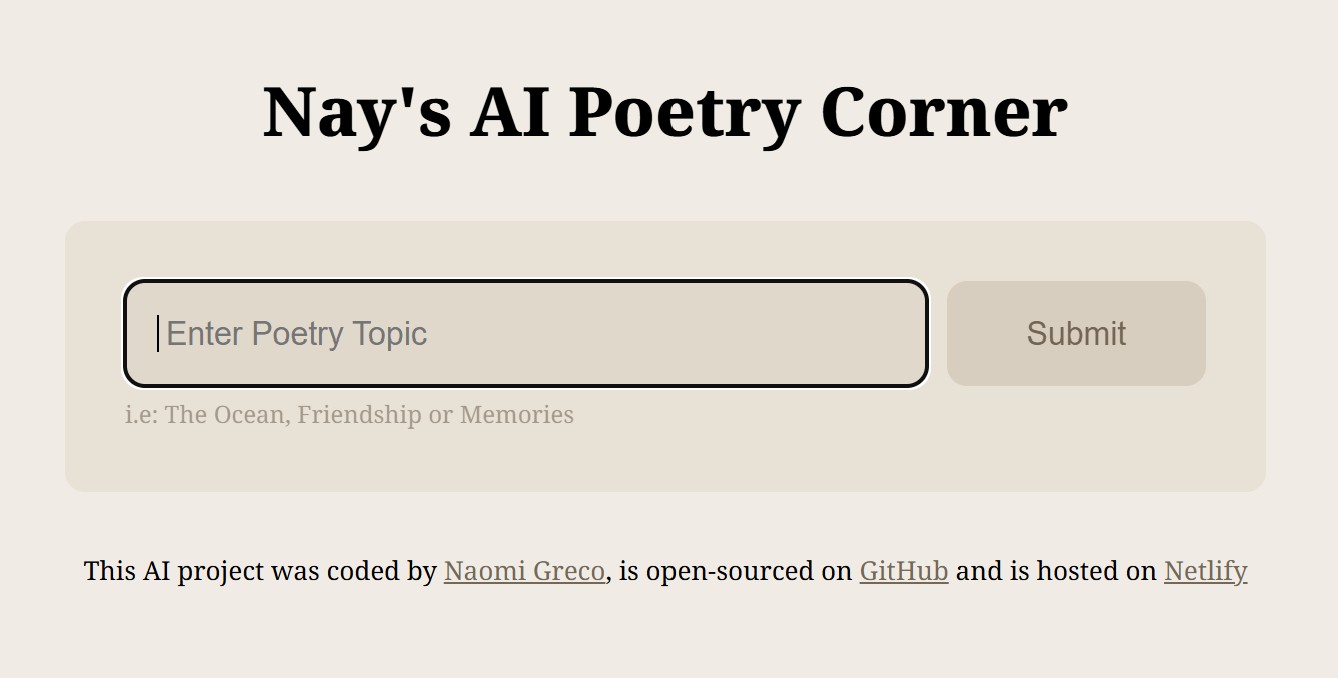 Nay's AI Poetry Corner
Enter Poetry Topic
Submit
i.e: The Ocean, Friendship or Memories
This AI project was coded by Naomi Greco, is open-sourced on GitHub and is hosted on Netlify